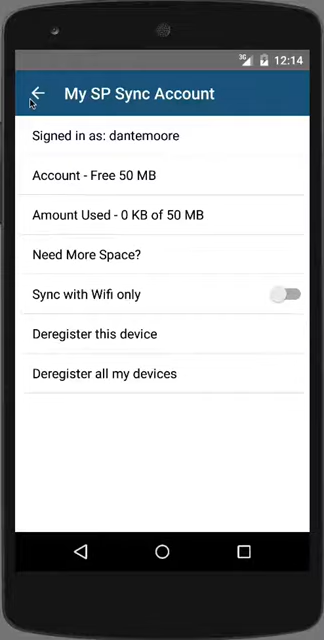 3G 12:14
My SP Sync Account
Signed in as: dantemoore
Account - Free 50 MB
Amount Used - 0 KB of 50 MB
Need More Space?
Sync with Wifi only
Deregister this device
Deregister all my devices